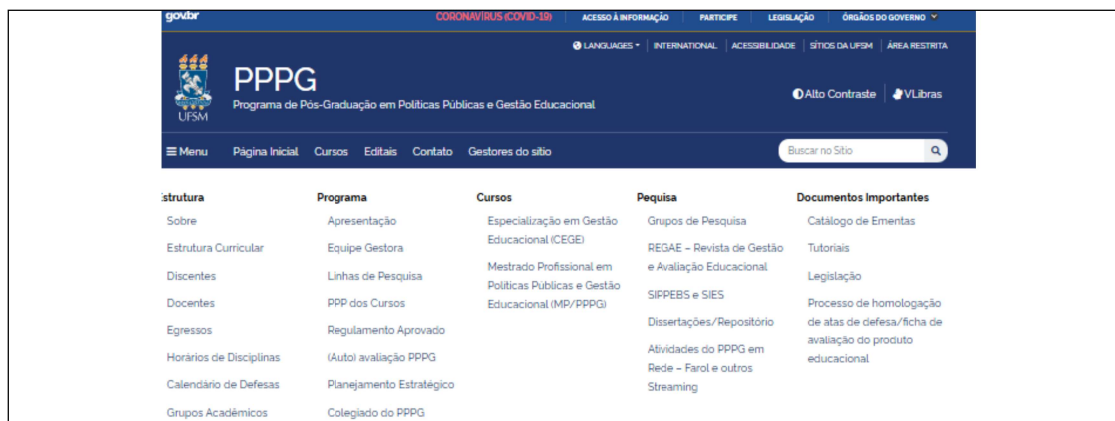 govbr
CORONAVÍRUS (COVID-19) ACESSO À INFORMAÇÃO PARTICIPE LEGISLAÇÃO ÓRGÃOS DO GOVERNO
LANGUAGES INTERNATIONAL ACESSIBILIDADE SÍTIOS DA UFSM ÁREA RESTRITA
UFSM
PPPG
Programa de Pós-Graduação em Políticas Públicas e Gestão Educacional
Alto Contraste VLibras
Menu Página Inicial Cursos Editais Contato Gestores do sítio
Buscar no Sítio
strutura
Sobre
Estrutura Curricular
Discentes
Docentes
Egressos
Horários de Disciplinas
Calendário de Defesas
Grupos Acadêmicos
Programa
Apresentação
Equipe Gestora
Linhas de Pesquisa
PPP dos Cursos
Regulamento Aprovado
(Auto) avaliação PPPG
Planejamento Estratégico
Colegiado do PPPG
Cursos
Especialização em Gestão
Educacional (CEGE)
Mestrado Profissional em
Políticas Públicas e Gestão
Educacional (MP/PPPG)
Pequisa
Grupos de Pesquisa
REGAE – Revista de Gestão
e Avaliação Educacional
SIPPEBS e SIES
Dissertações/Repositório
Atividades do PPPG em
Rede – Farol e outros
Streaming
Documentos Importantes
Catálogo de Ementas
Tutoriais
Legislação
Processo de homologação
de atas de defesa/ficha de
avaliação do produto
educacional